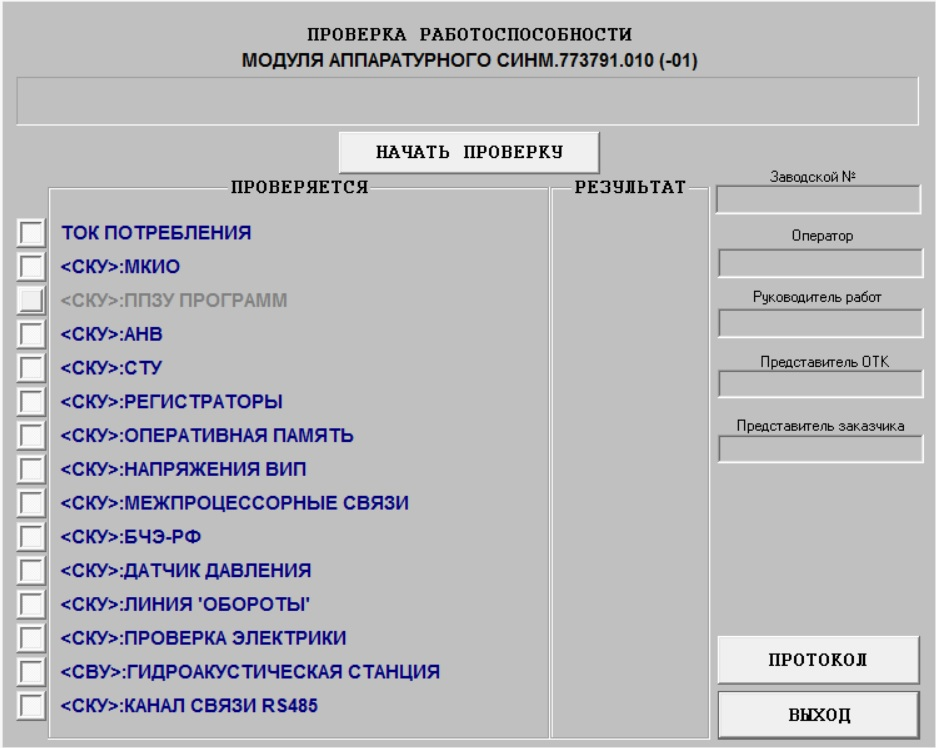 ПРОВЕРКА РАБОТОСПОСОБНОСТИ
МОДУЛЯ АППАРАТУРНОГО СИНМ.773791.010 (-01)
НАЧАТЬ ПРОВЕРКУ
ПРОВЕРЯЕТСЯ
РЕЗУЛЬТАТ
ТОК ПОТРЕБЛЕНИЯ
<СКУ>:МКИО
<СКУ>:ППЗУ ПРОГРАММ
<СКУ>:АНВ
<СКУ>:СТУ
<СКУ>:РЕГИСТРАТОРЫ
<СКУ>:ОПЕРАТИВНАЯ ПАМЯТЬ
<СКУ>:НАПРЯЖЕНИЯ ВИП
<СКУ>:МЕЖПРОЦЕССОРНЫЕ СВЯЗИ
<СКУ>:БЧЭ-РФ
<СКУ>:ДАТЧИК ДАВЛЕНИЯ
<СКУ>:ЛИНИЯ 'ОБОРОТЫ'
<СКУ>:ПРОВЕРКА ЭЛЕКТРИКИ
<СВУ>:ГИДРОАКУСТИЧЕСКАЯ СТАНЦИЯ
<СКУ>:КАНАЛ СВЯЗИ RS485
Заводской №
Оператор
Руководитель работ
Представитель ОТК
Представитель заказчика
ПРОТОКОЛ
ВЫХОД